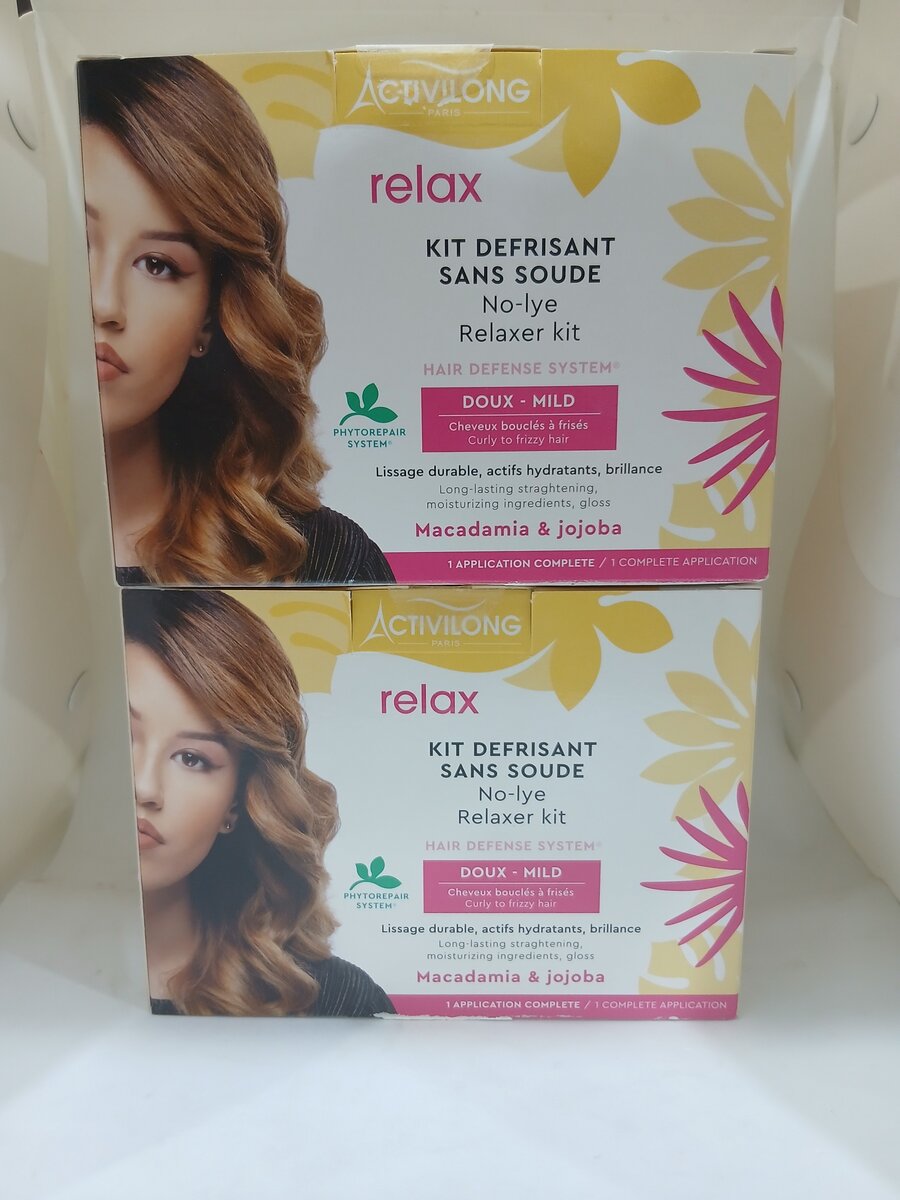 ACTIVILONG
PARIS
relax
KIT DEFRISANT
SANS SOUDE
No-lye
Relaxer kit
HAIR DEFENSE SYSTEM®
PHYTOREPAIR
SYSTEM®
DOUX - MILD
Cheveux bouclés à frisés
Curly to frizzy hair
Lissage durable, actifs hydratants, brillance
Long-lasting straghtening,
moisturizing ingredients, gloss
Macadamia & jojoba
1 APPLICATION COMPLETE / 1 COMPLETE APPLICATION
ACTIVILONG
PARIS
relax
KIT DEFRISANT
SANS SOUDE
No-lye
Relaxer kit
HAIR DEFENSE SYSTEM®
PHYTOREPAIR
SYSTEM®
DOUX - MILD
Cheveux bouclés à frisés
Curly to frizzy hair
Lissage durable, actifs hydratants, brillance
Long-lasting straghtening,
moisturizing ingredients, gloss
Macadamia & jojoba
1 APPLICATION COMPLETE / 1 COMPLETE APPLICATION